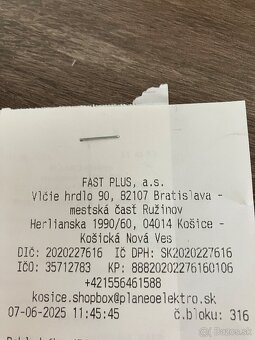 FAST PLUS, a.s.
Vlčie hrdlo 90, 82107 Bratislava -
mestská časť Ružinov
Herlianska 1990/60, 04014 Košice -
Košická Nová Ves
DIČ: 2020227616 IČ DPH: SK2020227616
IČO: 35712783 KP: 88820202276160106
+421556461588
kosice.shopbox@planeoelektro.sk
07-06-2025 11:45:45 č.bloku: 316